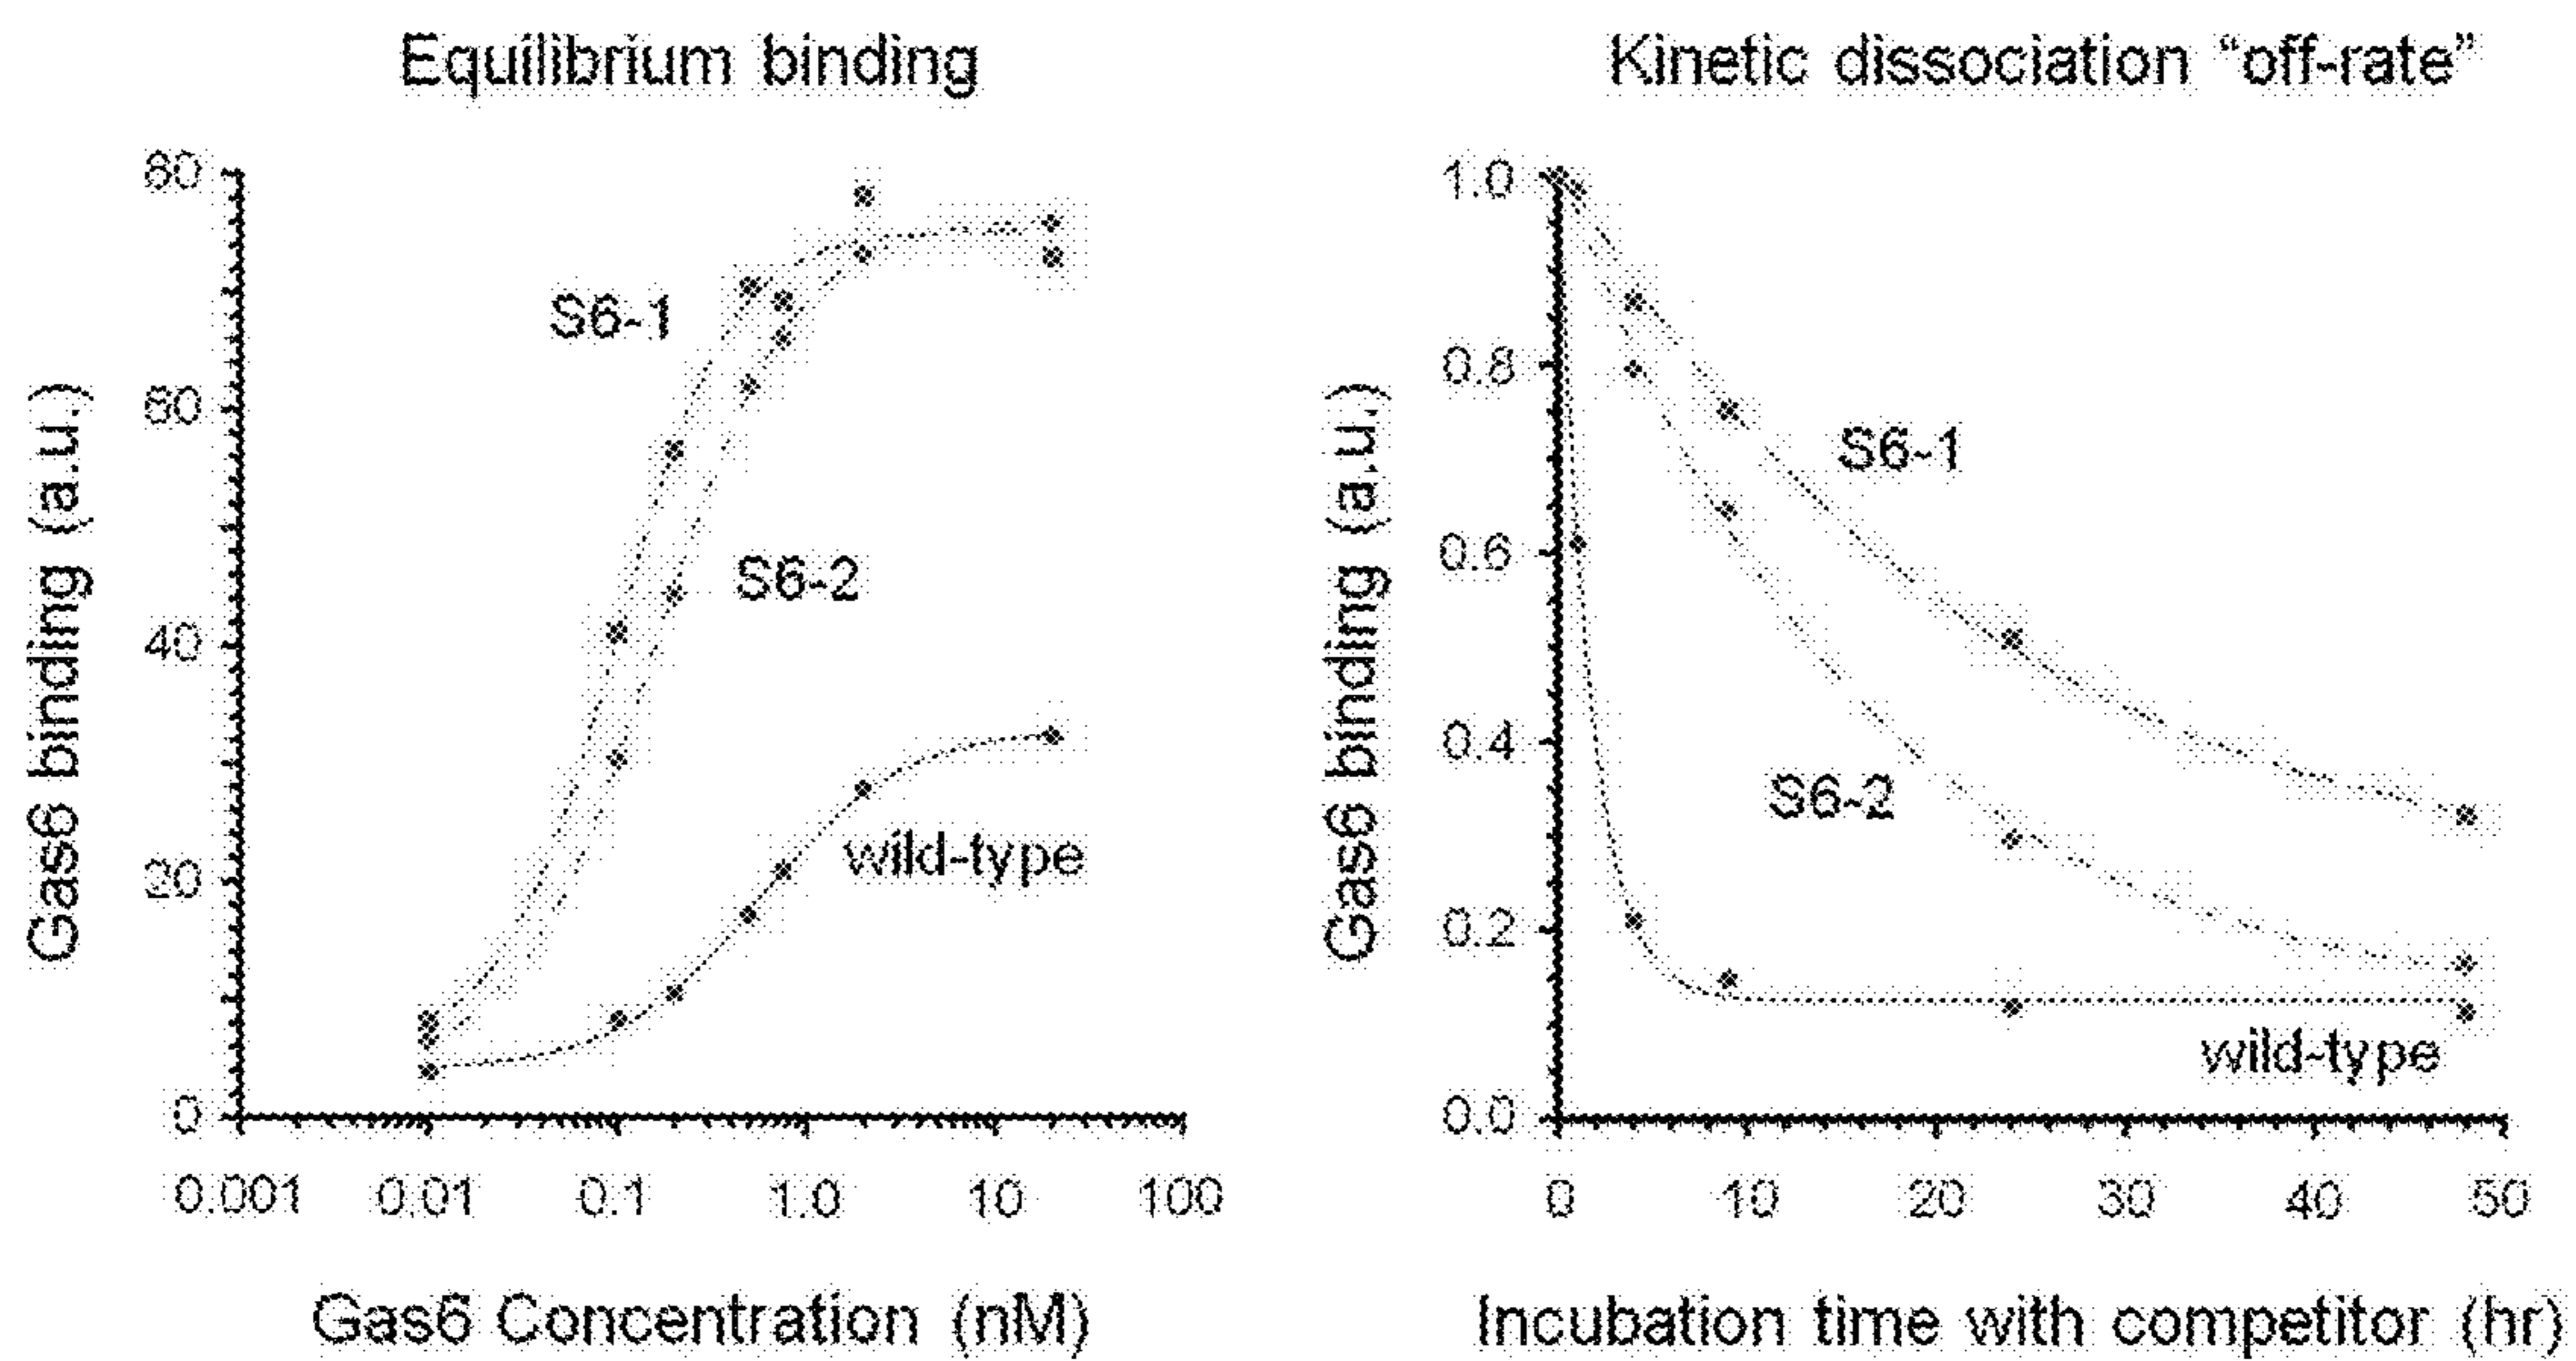 Equilibrium binding
80
60
40
20
0
Gas6 binding (a.u.)
S6-1
S6-2
wild-type
0.001 0.01 0.1 1.0 10 100
Gas6 Concentration (nM)
Kinetic dissociation “off-rate”
1.0
0.8
0.6
0.4
0.2
0.0
Gas6 binding (a.u.)
S6-1
S6-2
wild-type
0 10 20 30 40 50
Incubation time with competitor (hr)